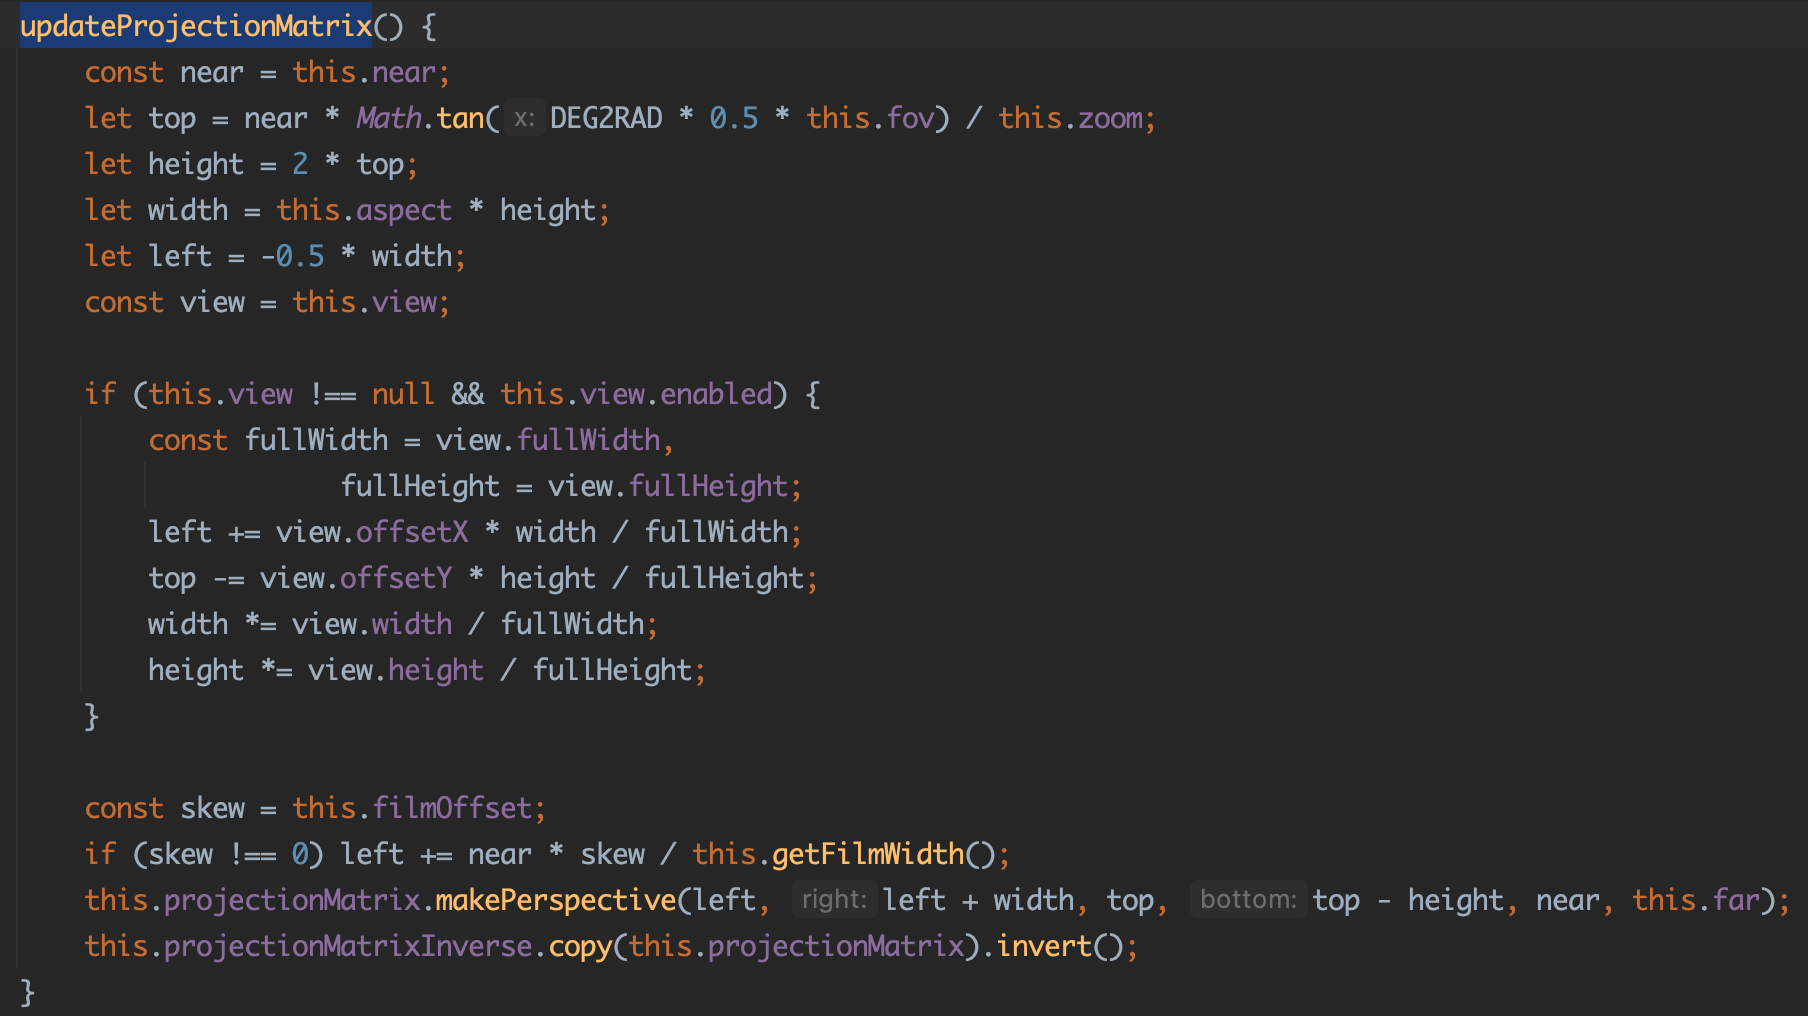 updateProjectionMatrix() {
    const near = this.near;
    let top = near * Math.tan( x: DEG2RAD * 0.5 * this.fov) / this.zoom;
    let height = 2 * top;
    let width = this.aspect * height;
    let left = -0.5 * width;
    const view = this.view;

    if (this.view !== null && this.view.enabled) {
        const fullWidth = view.fullWidth,
                    fullHeight = view.fullHeight;
        left += view.offsetX * width / fullWidth;
        top -= view.offsetY * height / fullHeight;
        width *= view.width / fullWidth;
        height *= view.height / fullHeight;
    }

    const skew = this.filmOffset;
    if (skew !== 0) left += near * skew / this.getFilmWidth();
    this.projectionMatrix.makePerspective(left, right: left + width, top, bottom: top - height, near, this.far);
    this.projectionMatrixInverse.copy(this.projectionMatrix).invert();
}